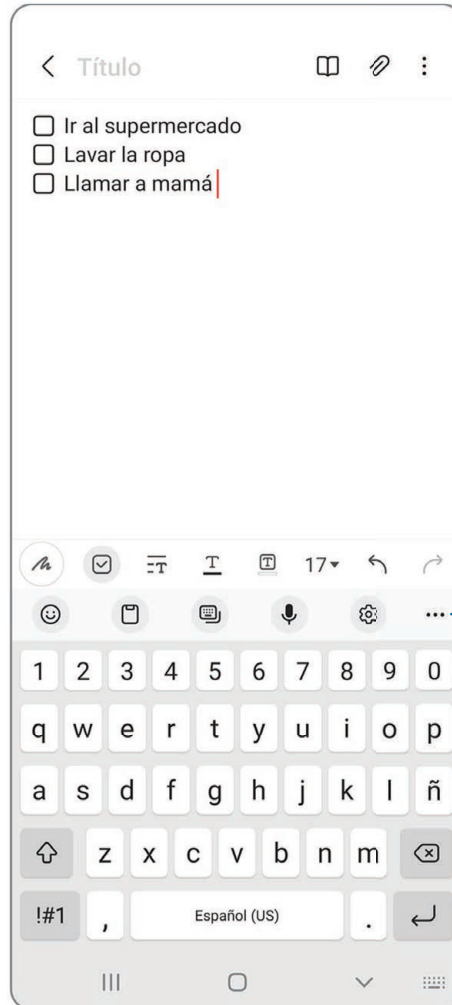 Título
Ir al supermercado
Lavar la ropa
Llamar a mamá
T T T 17
1 2 3 4 5 6 7 8 9 0
q w e r t y u i o p
a s d f g h j k l ñ
z x c v b n m
!#1 , Español (US) .